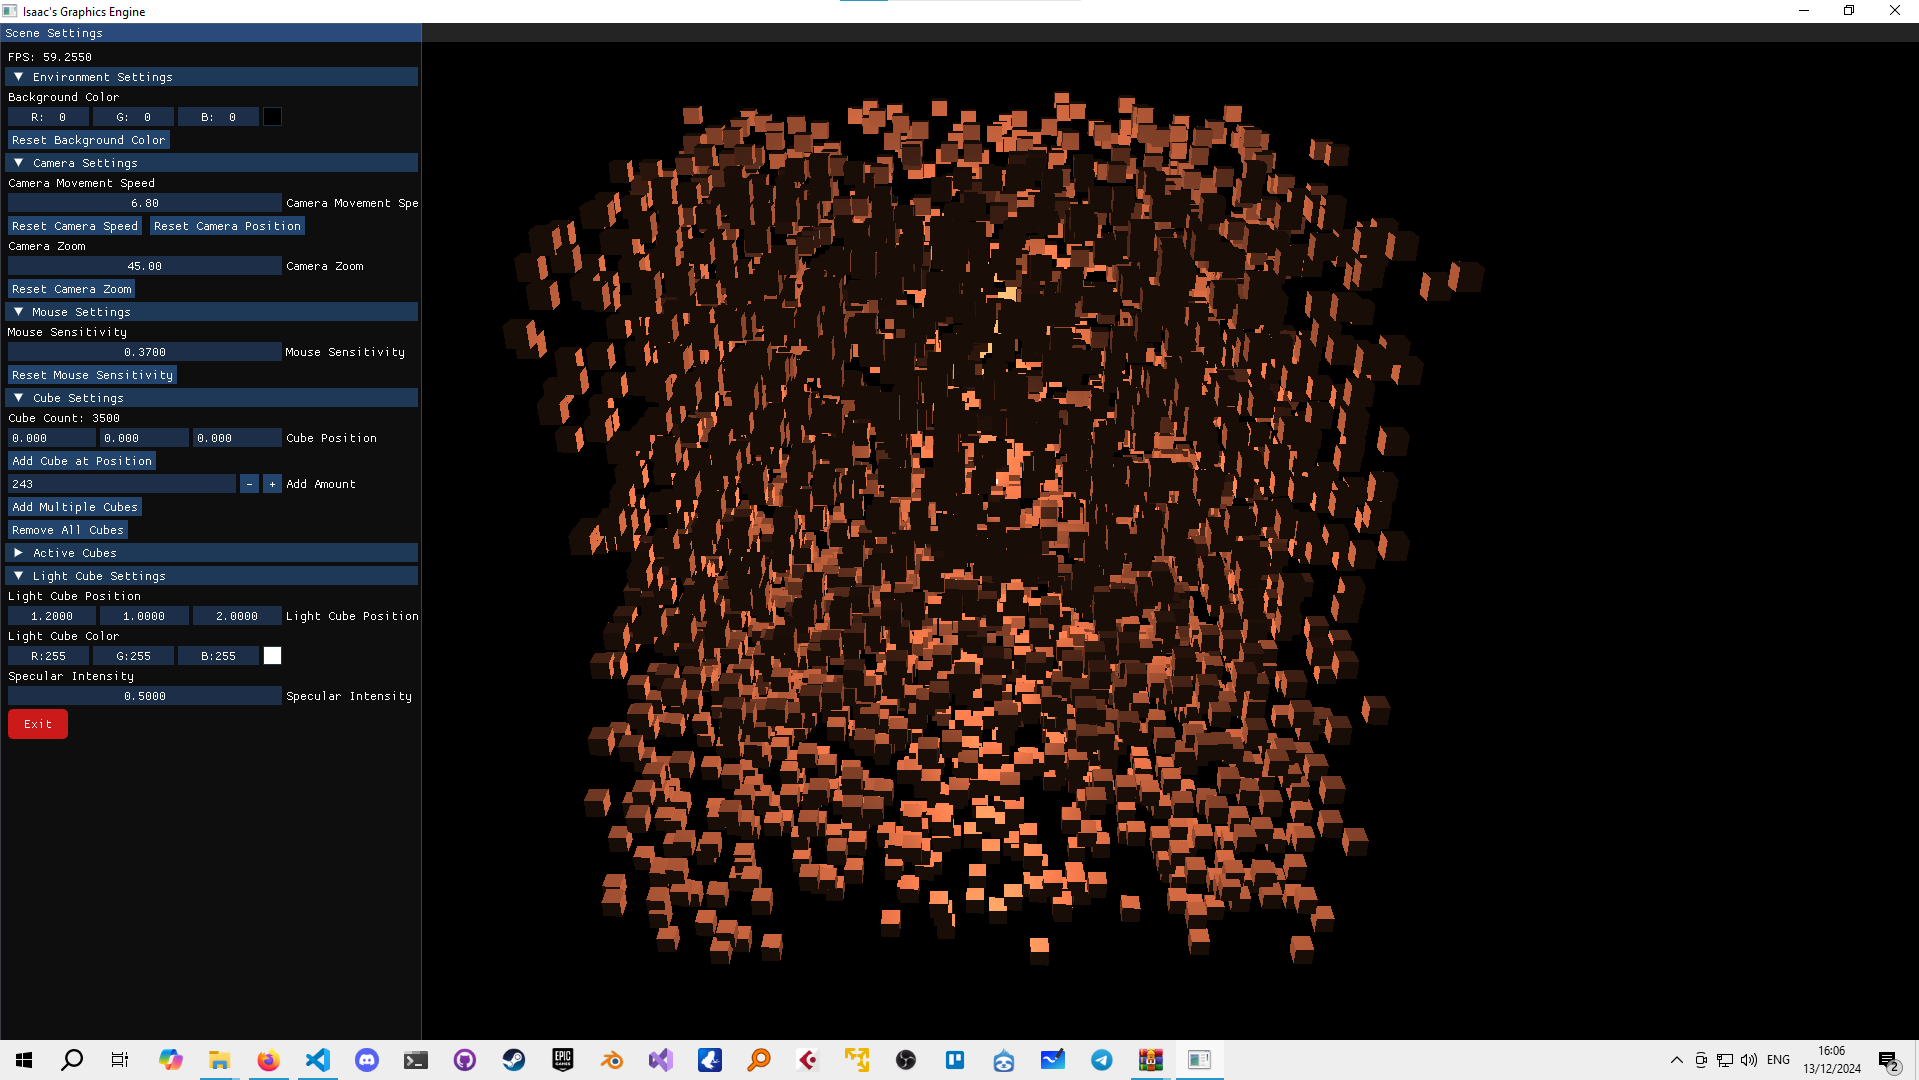 Isaac's Graphics Engine
Scene Settings
FPS: 59.2550
Environment Settings
Background Color
R: 0 G: 0 B: 0
Reset Background Color
Camera Settings
Camera Movement Speed
6.80 Camera Movement Spe
Reset Camera Speed Reset Camera Position
Camera Zoom
45.00 Camera Zoom
Reset Camera Zoom
Mouse Settings
Mouse Sensitivity
0.3700 Mouse Sensitivity
Reset Mouse Sensitivity
Cube Settings
Cube Count: 3500
0.000 0.000 0.000 Cube Position
Add Cube at Position
243 - + Add Amount
Add Multiple Cubes
Remove All Cubes
Active Cubes
Light Cube Settings
Light Cube Position
1.2000 1.0000 2.0000 Light Cube Position
Light Cube Color
R:255 G:255 B:255
Specular Intensity
0.5000 Specular Intensity
Exit
EPIC GAMES
ENG
16:06
13/12/2024
2